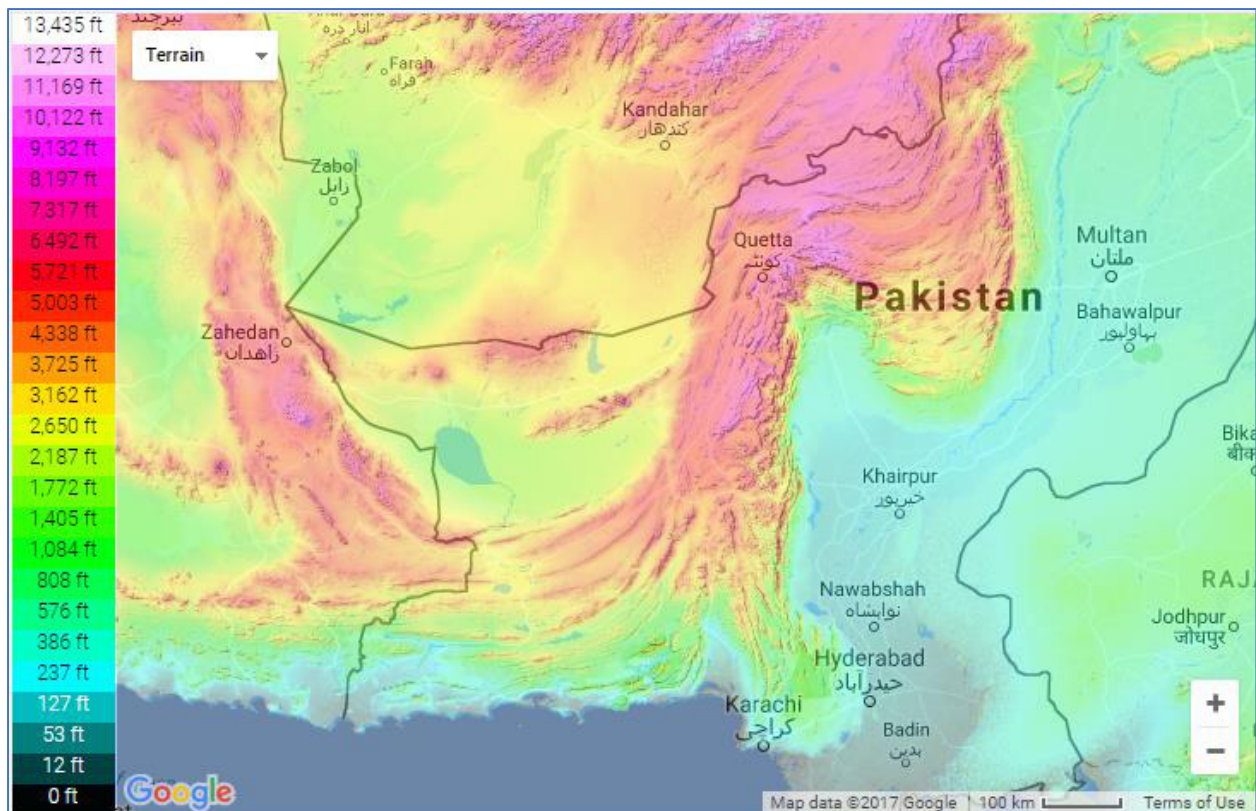 13,435 ft
12,273 ft
11,169 ft
10,122 ft
9,132 ft
8,197 ft
7,317 ft
6,492 ft
5,721 ft
5,003 ft
4,338 ft
3,725 ft
3,162 ft
2,650 ft
2,187 ft
1,772 ft
1,405 ft
1,084 ft
808 ft
576 ft
386 ft
237 ft
127 ft
53 ft
12 ft
0 ft
بیرجند
Terrain
انار دره
Farah
فراه
Kandahar
کندهار
Zabol
زابل
Quetta
کوئٹہ
Multan
ملتان
Pakistan
Bahawalpur
بہاولپور
Zahedan
زاهدان
Bika
बीक
Khairpur
خیرپور
RAJA
Nawabshah
نوابشاہ
Jodhpur
जोधपुर
Hyderabad
حیدرآباد
Karachi
کراچی
Badin
بدین
+
−
Google
Map data ©2017 Google
100 km
Terms of Use